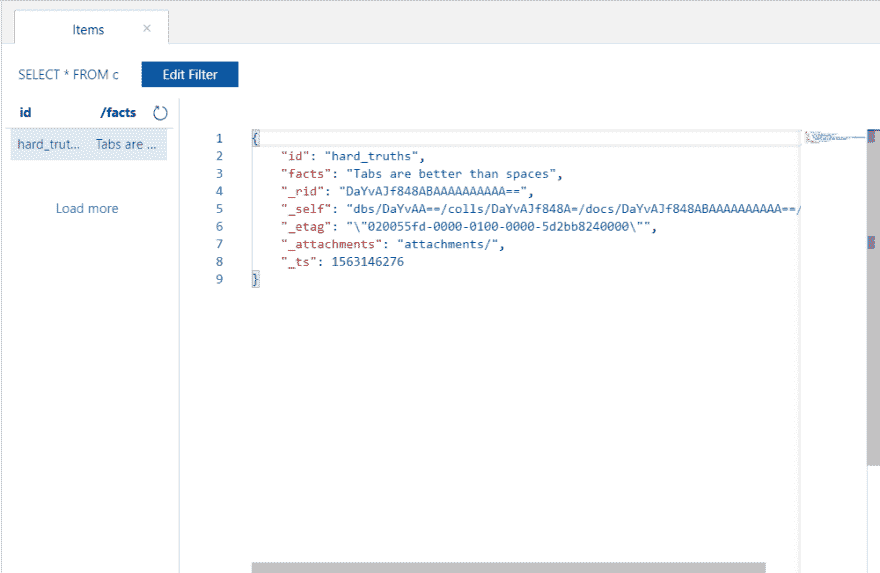 Items ×
SELECT * FROM c Edit Filter
id /facts
hard_trut... Tabs are ...
Load more
1 {
2 "id": "hard_truths",
3 "facts": "Tabs are better than spaces",
4 "_rid": "DaYvAJf848ABAAAAAAAAAA==",
5 "_self": "dbs/DaYvAA==/colls/DaYvAJf848A=/docs/DaYvAJf848ABAAAAAAAAAA==/
6 "_etag": "\"020055fd-0000-0100-0000-5d2bb8240000\"",
7 "_attachments": "attachments/",
8 "_ts": 1563146276
9 }